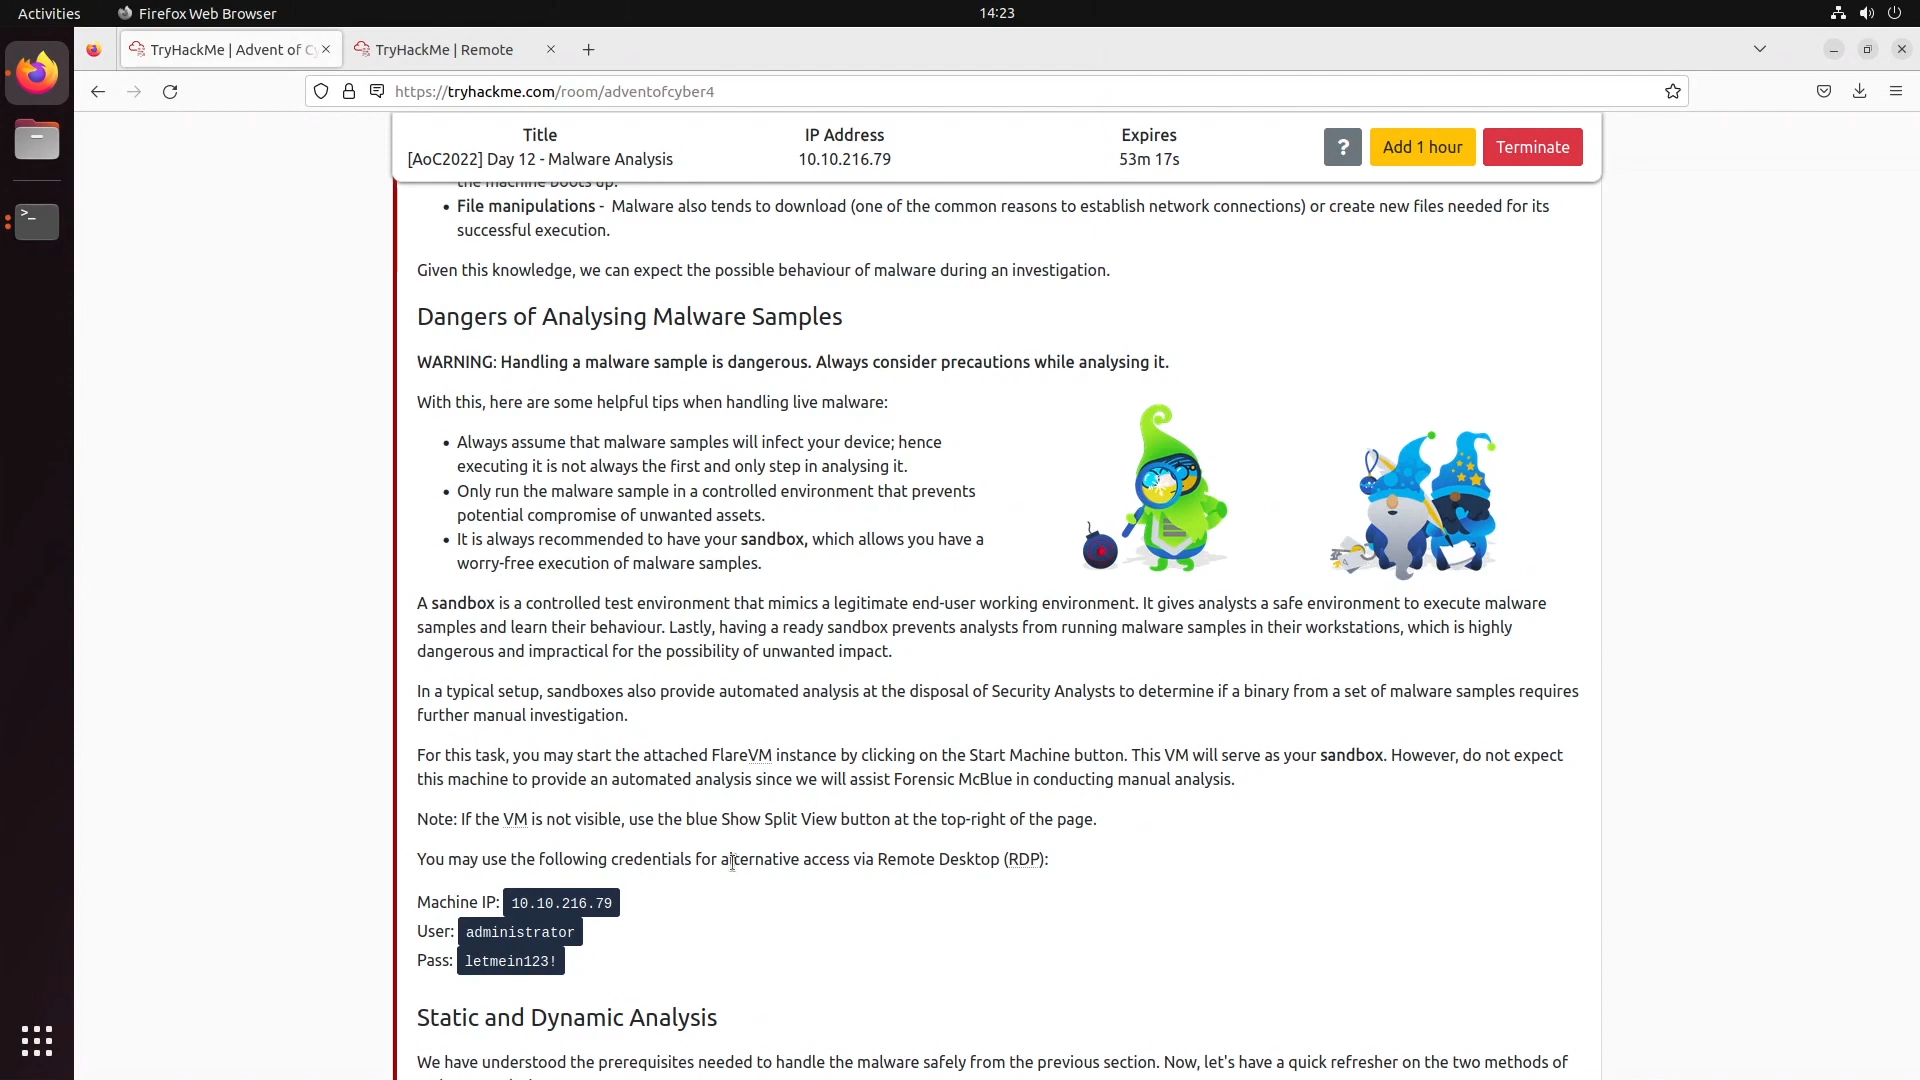 Activities
Firefox Web Browser
14:23
TryHackMe | Advent of Cy
TryHackMe | Remote
https://tryhackme.com/room/adventofcyber4
Title
IP Address
Expires
[AoC2022] Day 12 - Malware Analysis
10.10.216.79
53m 17s
?
Add 1 hour
Terminate
the machine boots up.
• File manipulations - Malware also tends to download (one of the common reasons to establish network connections) or create new files needed for its
successful execution.
Given this knowledge, we can expect the possible behaviour of malware during an investigation.
Dangers of Analysing Malware Samples
WARNING: Handling a malware sample is dangerous. Always consider precautions while analysing it.
With this, here are some helpful tips when handling live malware:
• Always assume that malware samples will infect your device; hence
executing it is not always the first and only step in analysing it.
• Only run the malware sample in a controlled environment that prevents
potential compromise of unwanted assets.
• It is always recommended to have your sandbox, which allows you have a
worry-free execution of malware samples.
A sandbox is a controlled test environment that mimics a legitimate end-user working environment. It gives analysts a safe environment to execute malware
samples and learn their behaviour. Lastly, having a ready sandbox prevents analysts from running malware samples in their workstations, which is highly
dangerous and impractical for the possibility of unwanted impact.
In a typical setup, sandboxes also provide automated analysis at the disposal of Security Analysts to determine if a binary from a set of malware samples requires
further manual investigation.
For this task, you may start the attached FlareVM instance by clicking on the Start Machine button. This VM will serve as your sandbox. However, do not expect
this machine to provide an automated analysis since we will assist Forensic McBlue in conducting manual analysis.
Note: If the VM is not visible, use the blue Show Split View button at the top-right of the page.
You may use the following credentials for alternative access via Remote Desktop (RDP):
Machine IP: 10.10.216.79
User: administrator
Pass: letmein123!
Static and Dynamic Analysis
We have understood the prerequisites needed to handle the malware safely from the previous section. Now, let's have a quick refresher on the two methods of